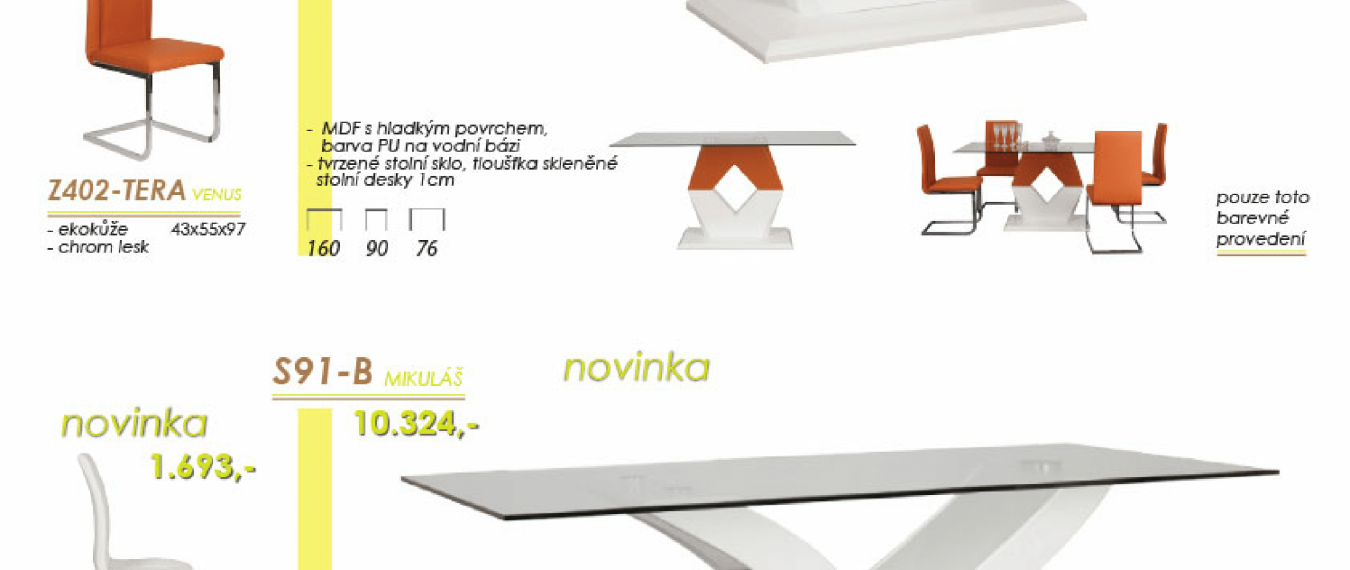 - MDF s hladkým povrchem,
barva PU na vodní bázi
- tvrzené stolní sklo, tloušťka skleněné
stolní desky 1cm
160 90 76
Z402-TERA VENUS
- ekokůže 43x55x97
- chrom lesk
pouze toto
barevné
provedení
S91-B MIKULÁŠ
novinka
10.324,-
novinka
1.693,-